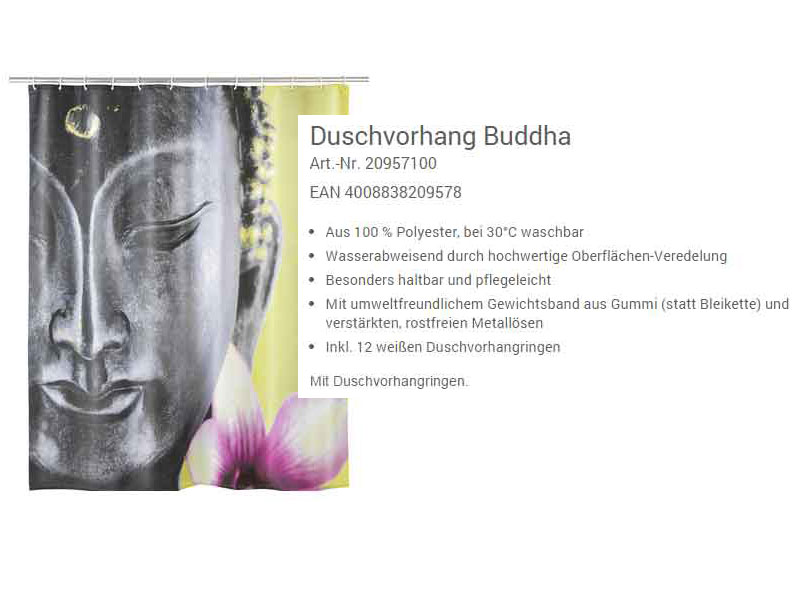 Duschvorhang Buddha
Art.-Nr. 20957100
EAN 4008838209578
• Aus 100 % Polyester, bei 30°C waschbar
• Wasserabweisend durch hochwertige Oberflächen-Veredelung
• Besonders haltbar und pflegeleicht
• Mit umweltfreundlichem Gewichtsband aus Gummi (statt Bleikette) und
verstärkten, rostfreien Metallösen
• Inkl. 12 weißen Duschvorhangringen
Mit Duschvorhangringen.